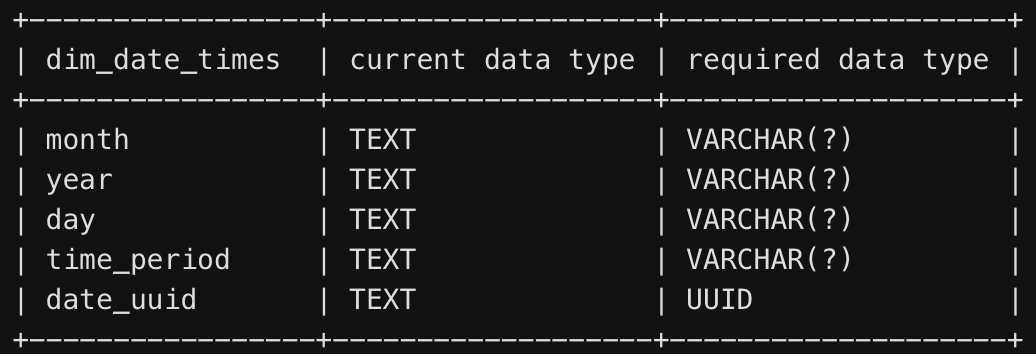 +-----------------+-------------------+--------------------+
| dim_date_times  | current data type | required data type |
+-----------------+-------------------+--------------------+
| month           | TEXT              | VARCHAR(?)         |
| year            | TEXT              | VARCHAR(?)         |
| day             | TEXT              | VARCHAR(?)         |
| time_period     | TEXT              | VARCHAR(?)         |
| date_uuid       | TEXT              | UUID               |
+-----------------+-------------------+--------------------+